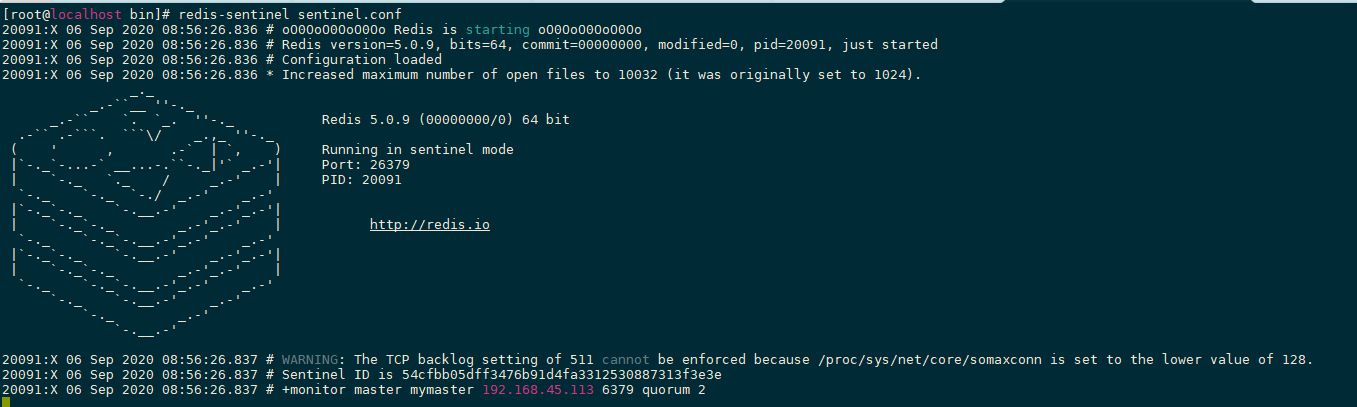 [root@localhost bin]# redis-sentinel sentinel.conf
20091:X 06 Sep 2020 08:56:26.836 # oO0OoO0OoO0Oo Redis is starting oO0OoO0OoO0Oo
20091:X 06 Sep 2020 08:56:26.836 # Redis version=5.0.9, bits=64, commit=00000000, modified=0, pid=20091, just started
20091:X 06 Sep 2020 08:56:26.836 # Configuration loaded
20091:X 06 Sep 2020 08:56:26.836 * Increased maximum number of open files to 10032 (it was originally set to 1024).
Redis 5.0.9 (00000000/0) 64 bit
Running in sentinel mode
Port: 26379
PID: 20091
http://redis.io
20091:X 06 Sep 2020 08:56:26.837 # WARNING: The TCP backlog setting of 511 cannot be enforced because /proc/sys/net/core/somaxconn is set to the lower value of 128.
20091:X 06 Sep 2020 08:56:26.837 # Sentinel ID is 54cfbb05dff3476b91d4fa3312530887313f3e3e
20091:X 06 Sep 2020 08:56:26.837 # +monitor master mymaster 192.168.45.113 6379 quorum 2